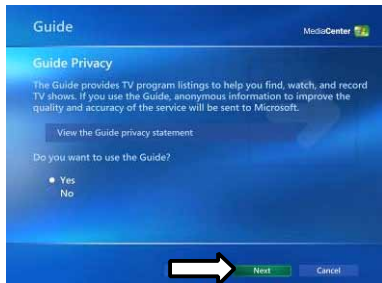 Guide
MediaCenter
Guide Privacy
The Guide provides TV program listings to help you find, watch, and record
TV shows. If you use the Guide, anonymous information to improve the
quality and accuracy of the service will be sent to Microsoft.
View the Guide privacy statement
Do you want to use the Guide?
Yes
No
Next
Cancel